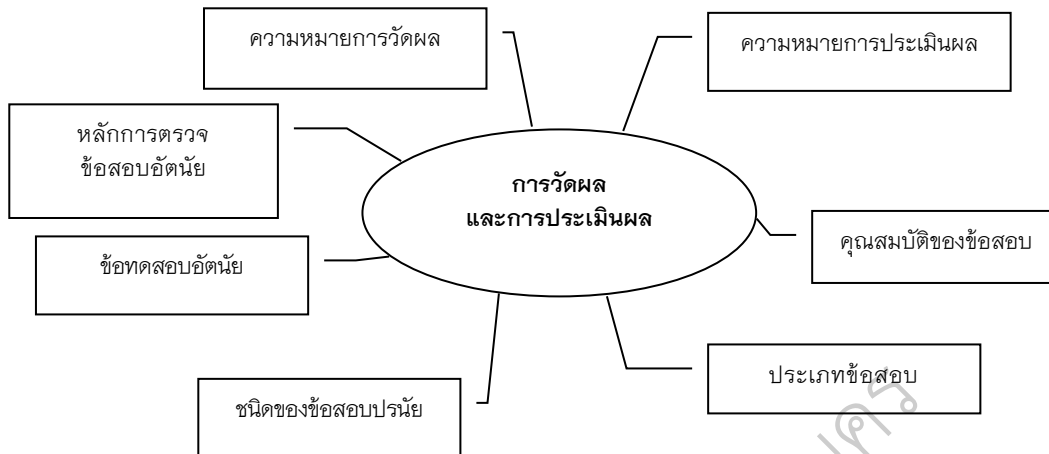 ความหมายการวัดผล
ความหมายการประเมินผล
หลักการตรวจ
ข้อสอบอัตนัย
การวัดผล
และการประเมินผล
คุณสมบัติของข้อสอบ
ข้อทดสอบอัตนัย
ประเภทข้อสอบ
ชนิดของข้อสอบปรนัย